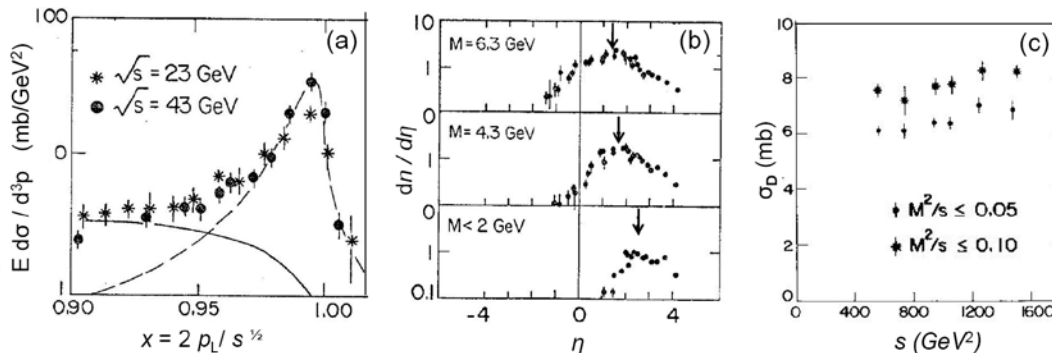 100
0
1
E dσ / d³p (mb/GeV²)
(a)
√s = 23 GeV
√s = 43 GeV
0.90
0.95
1.00
x = 2 p_L / s^½
10
1
0
1
0
1
0.1
dn / dη
(b)
M = 6.3 GeV
M = 4.3 GeV
M < 2 GeV
-4
0
4
η
(c)
10
8
6
4
2
0
σ_D (mb)
M²/s ≤ 0.05
M²/s ≤ 0.10
0
400
800
1200
1600
s (GeV²)